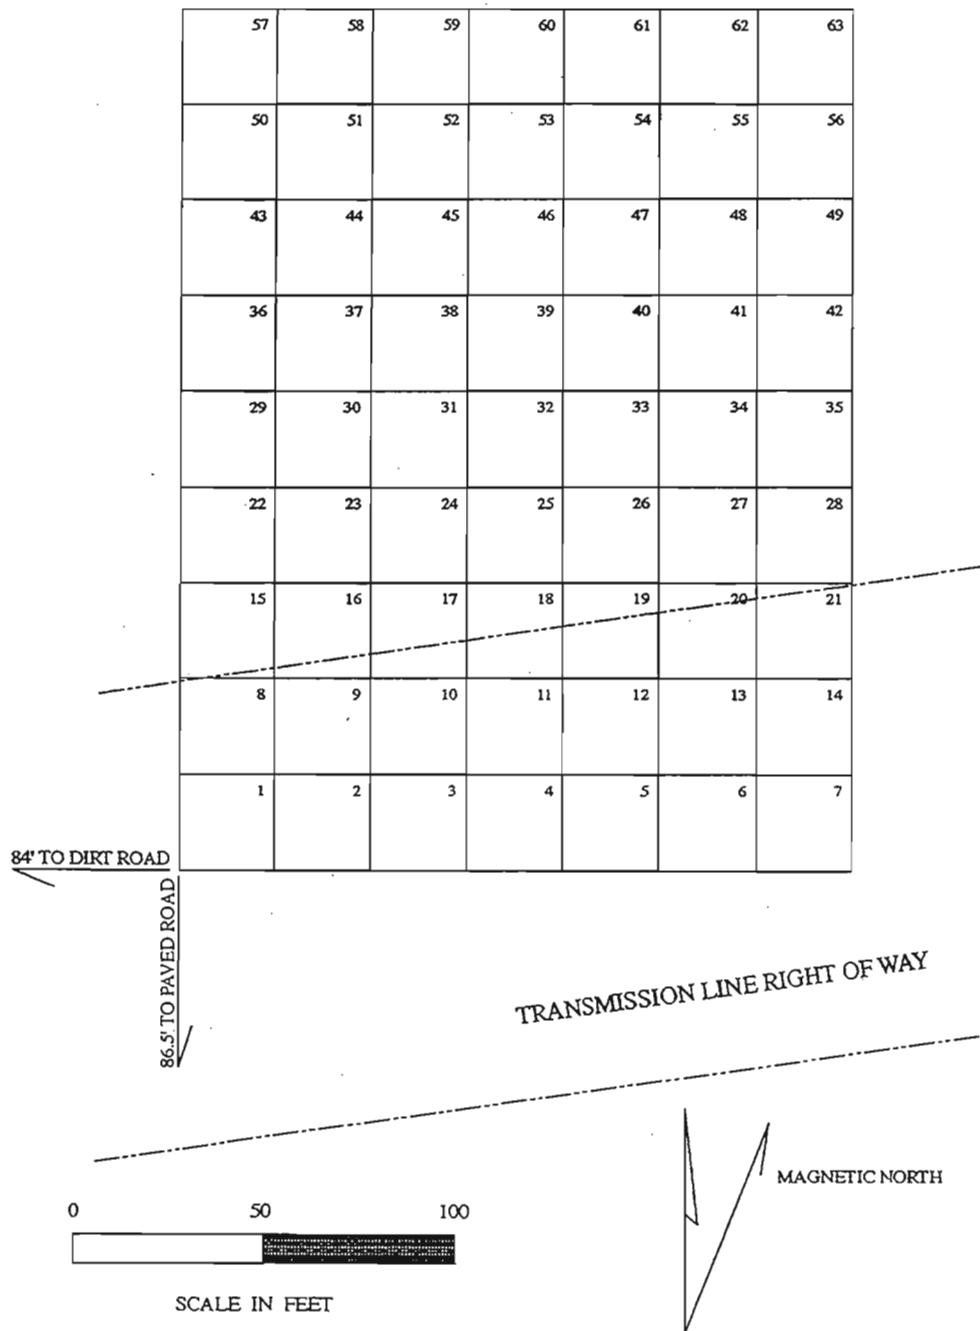 57 58 59 60 61 62 63
50 51 52 53 54 55 56
43 44 45 46 47 48 49
36 37 38 39 40 41 42
29 30 31 32 33 34 35
22 23 24 25 26 27 28
15 16 17 18 19 20 21
8 9 10 11 12 13 14
1 2 3 4 5 6 7
84' TO DIRT ROAD
86.5' TO PAVED ROAD
TRANSMISSION LINE RIGHT OF WAY
MAGNETIC NORTH
0 50 100
SCALE IN FEET